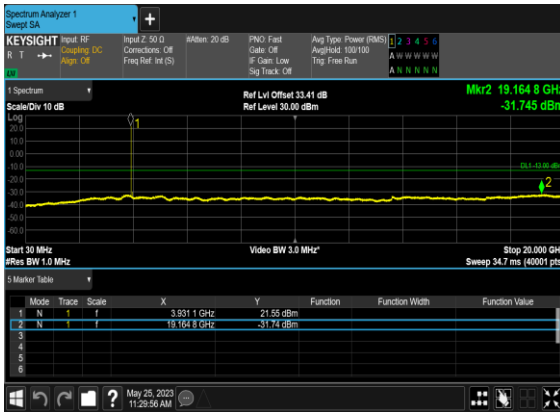 Spectrum Analyzer 1
Swept SA
KEYSIGHT
R T
LW
Input: RF
Coupling: DC
Align: Off
Input Z: 50 Ω
Corrections: Off
Freq Ref: Int (S)
#Atten: 20 dB
PNO: Fast
Gate: Off
IF Gain: Low
Sig Track: Off
Avg Type: Power (RMS)
Avg|Hold: 100/100
Trig: Free Run
1 2 3 4 5 6
A W W W W W
A N N N N N
1 Spectrum
Scale/Div 10 dB
Ref Lvl Offset 33.41 dB
Ref Level 30.00 dBm
Mkr2 19.164 8 GHz
-31.745 dBm
Log
20.0
10.0
0.00
-10.0
-20.0
-30.0
-40.0
-50.0
-60.0
1
DL1 -13.00 dBm
2
Start 30 MHz
#Res BW 1.0 MHz
Video BW 3.0 MHz*
Stop 20.000 GH
Sweep 34.7 ms (40001 pts
5 Marker Table
Mode Trace Scale X Y Function Function Width Function Value
1 N 1 f 3.931 1 GHz 21.55 dBm
2 N 1 f 19.164 8 GHz -31.74 dBm
3
4
5
6
May 25, 2023
11:29:56 AM